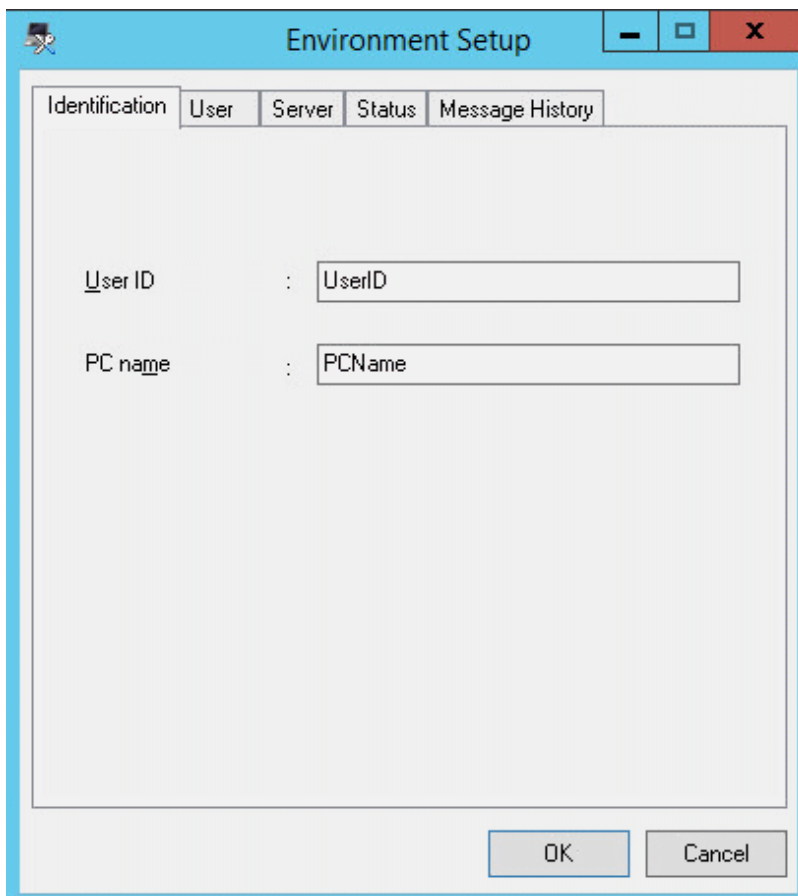 Environment Setup
Identification User Server Status Message History
User ID : UserID
PC name : PCName
OK Cancel